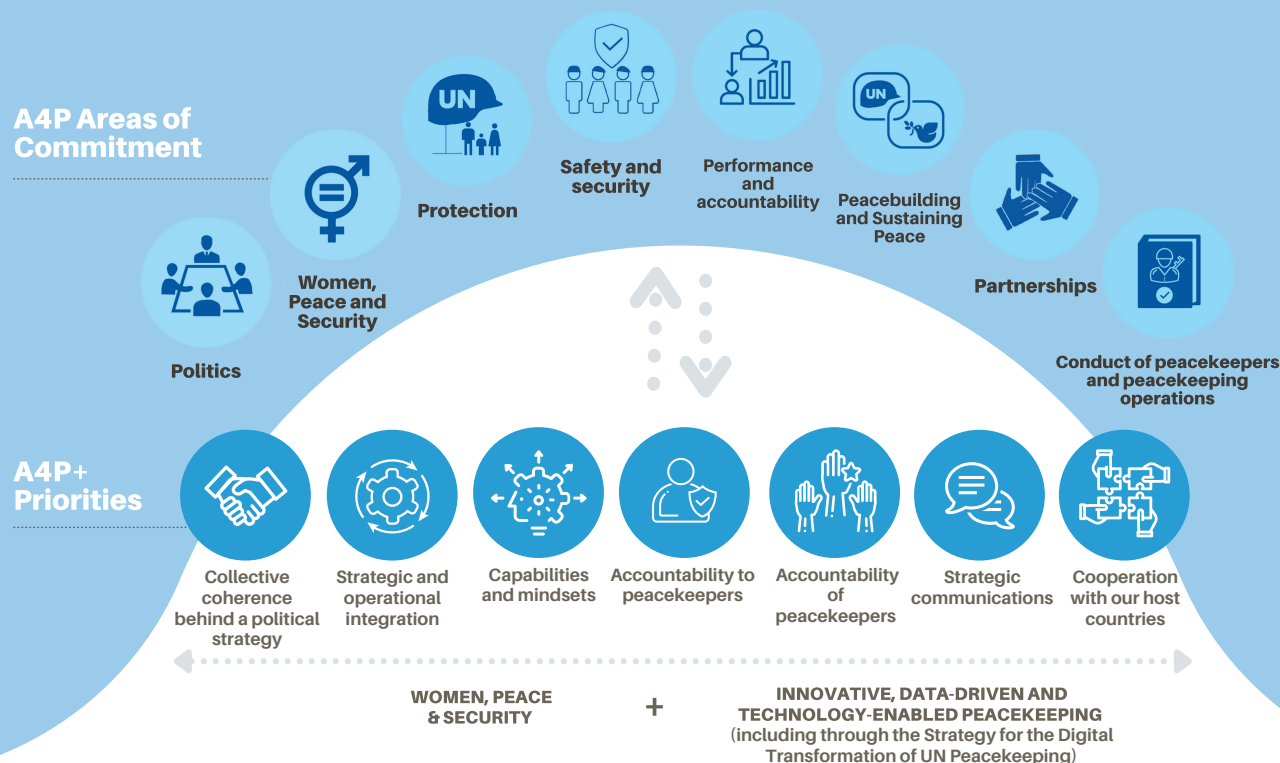 A4P Areas of
Commitment
UN
Safety and
security
Performance
and
accountability
UN
Protection
Peacebuilding
and Sustaining
Peace
Women,
Peace and
Security
Partnerships
Politics
Conduct of peacekeepers
and peacekeeping
operations
A4P+
Priorities
Collective
coherence
behind a political
strategy
Strategic and
operational
integration
Capabilities
and mindsets
Accountability to
peacekeepers
Accountability
of
peacekeepers
Strategic
communications
Cooperation
with our host
countries
WOMEN, PEACE
& SECURITY
+
INNOVATIVE, DATA-DRIVEN AND
TECHNOLOGY-ENABLED PEACEKEEPING
(including through the Strategy for the Digital
Transformation of UN Peacekeeping)